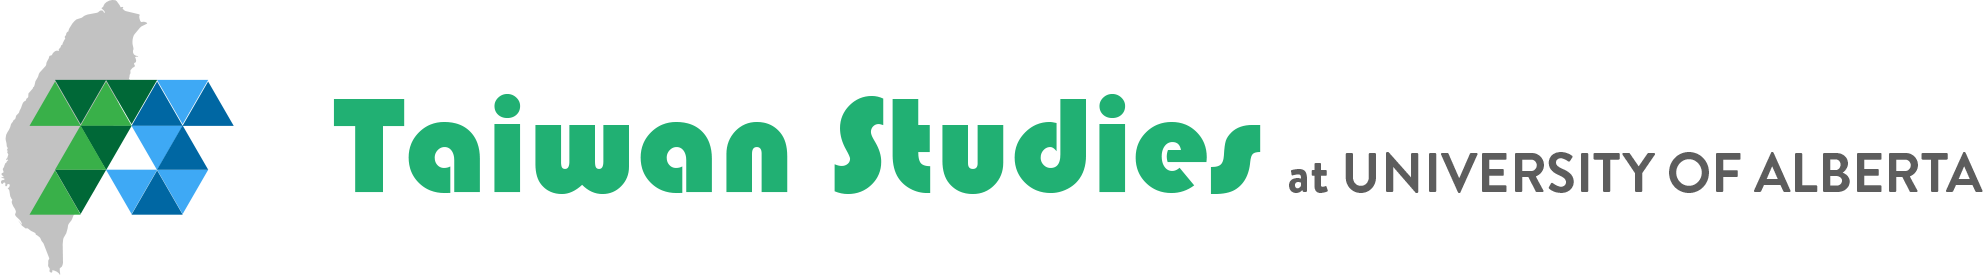 Taiwan Studies at UNIVERSITY OF ALBERTA